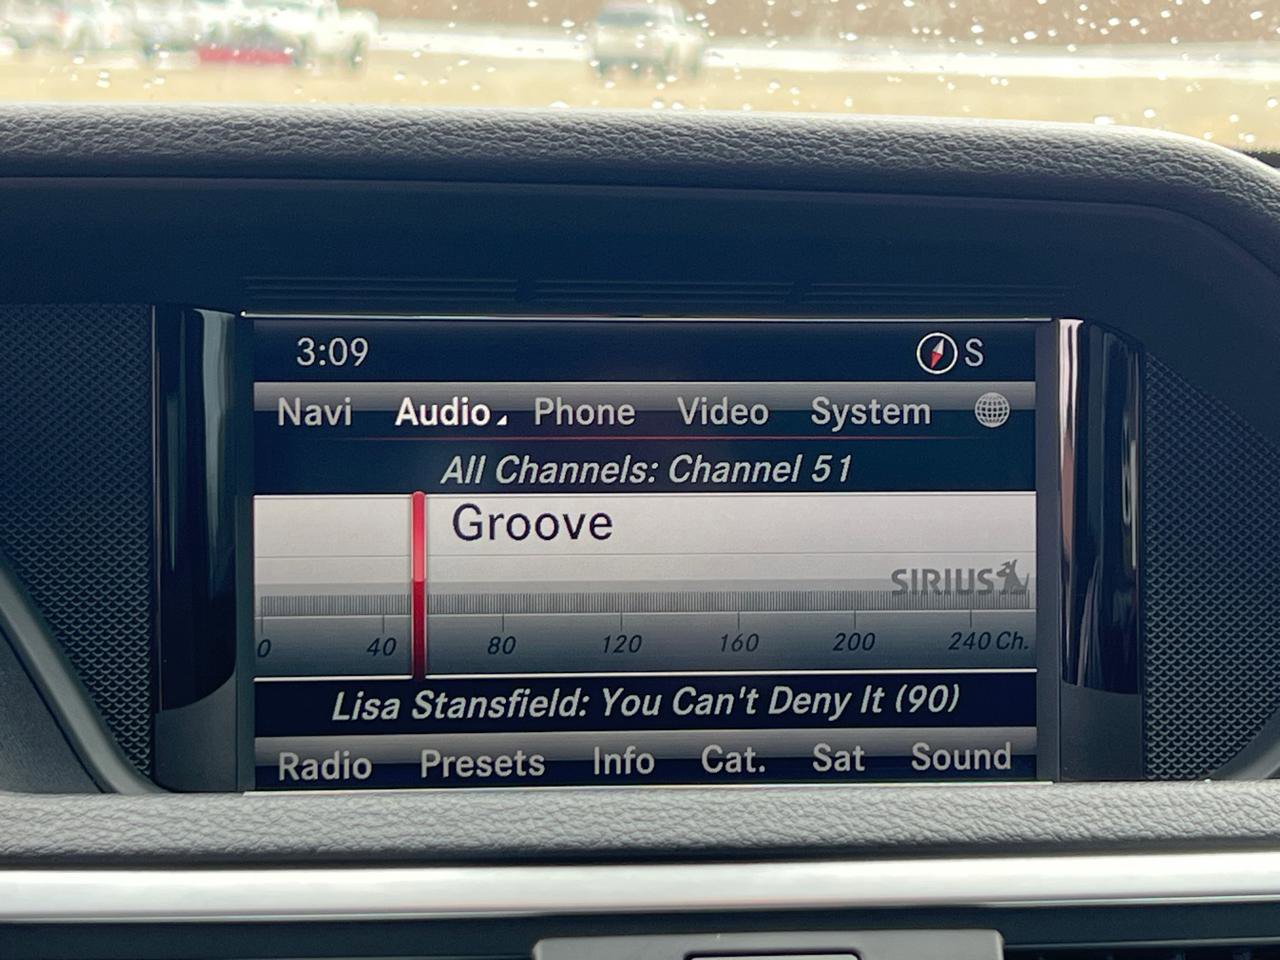 3:09 S
Navi Audio Phone Video System
All Channels: Channel 51
Groove
SIRIUS
0 40 80 120 160 200 240 Ch.
Lisa Stansfield: You Can't Deny It (90)
Radio Presets Info Cat. Sat Sound